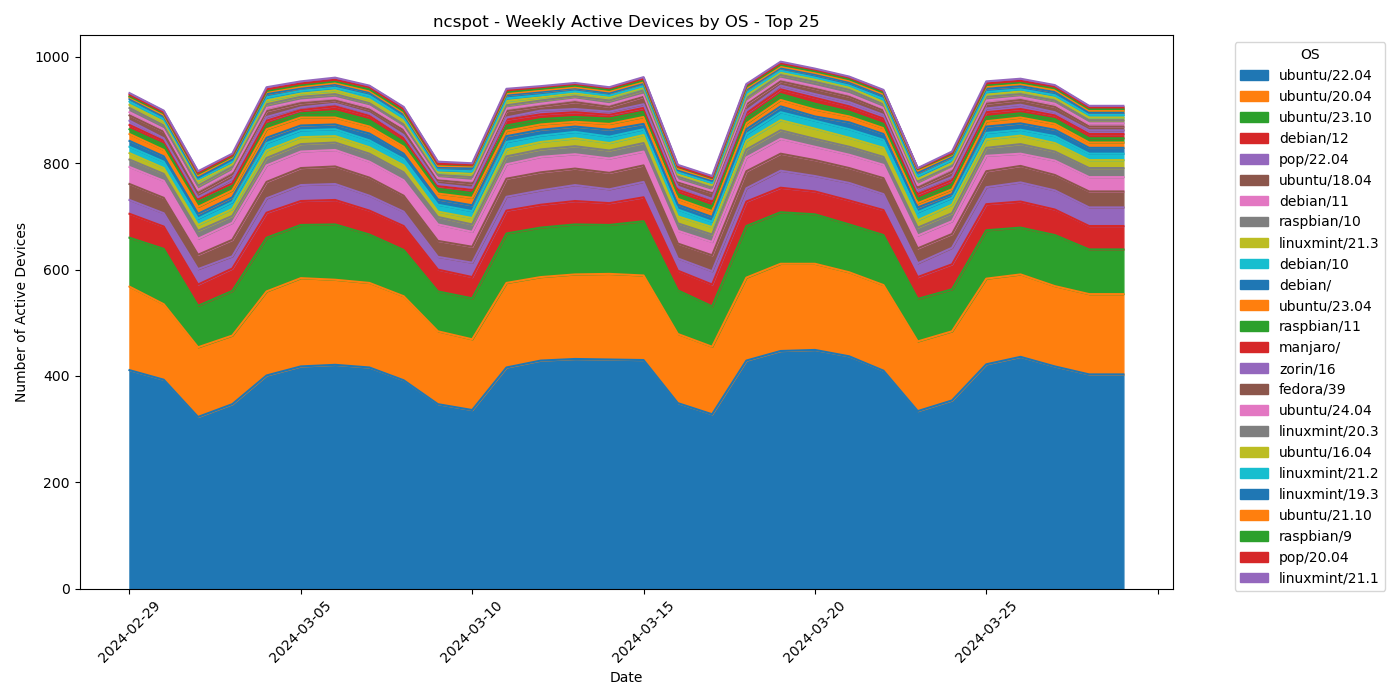 ncspot - Weekly Active Devices by OS - Top 25
Number of Active Devices
1000
800
600
400
200
0
2024-02-29
2024-03-05
2024-03-10
2024-03-15
2024-03-20
2024-03-25
Date
OS
ubuntu/22.04
ubuntu/20.04
ubuntu/23.10
debian/12
pop/22.04
ubuntu/18.04
debian/11
raspbian/10
linuxmint/21.3
debian/10
debian/
ubuntu/23.04
raspbian/11
manjaro/
zorin/16
fedora/39
ubuntu/24.04
linuxmint/20.3
ubuntu/16.04
linuxmint/21.2
linuxmint/19.3
ubuntu/21.10
raspbian/9
pop/20.04
linuxmint/21.1